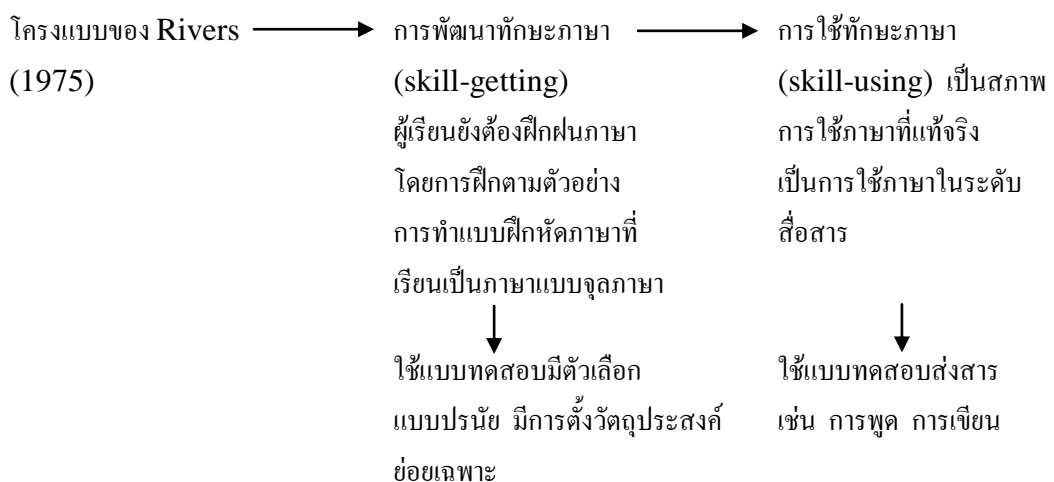 โครงแบบของ Rivers
(1975)
การพัฒนาทักษะภาษา
(skill-getting)
ผู้เรียนยังต้องฝึกฝนภาษา
โดยการฝึกตามตัวอย่าง
การทำแบบฝึกหัดภาษาที่
เรียนเป็นภาษาแบบจุลภาษา
ใช้แบบทดสอบมีตัวเลือก
แบบปรนัย มีการตั้งวัตถุประสงค์
ย่อยเฉพาะ
การใช้ทักษะภาษา
(skill-using) เป็นสภาพ
การใช้ภาษาที่แท้จริง
เป็นการใช้ภาษาในระดับ
สื่อสาร
ใช้แบบทดสอบส่งสาร
เช่น การพูด การเขียน